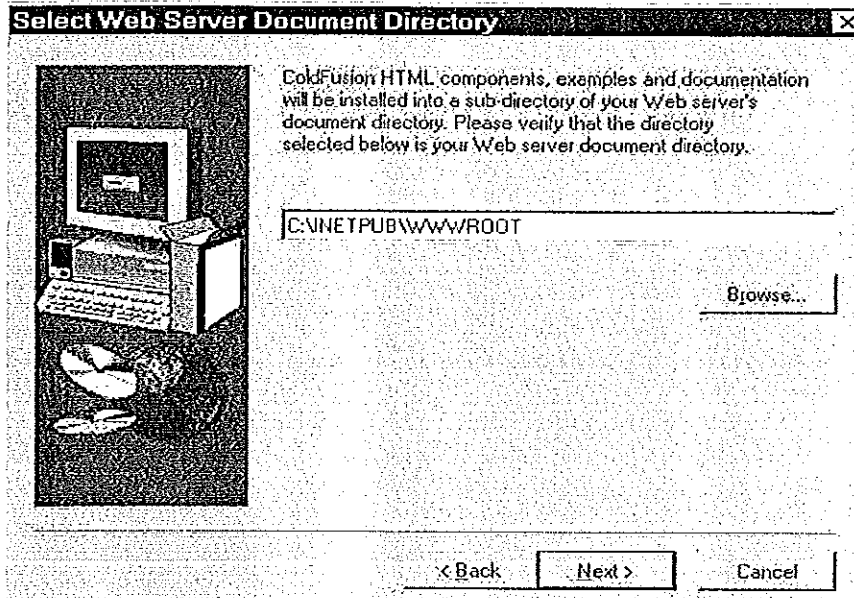 Select Web Server Document Directory
ColdFusion HTML components, examples and documentation
will be installed into a sub-directory of your Web server's
document directory. Please verify that the directory
selected below is your Web server document directory.
C:\INETPUB\WWWROOT
Browse...
< Back
Next >
Cancel